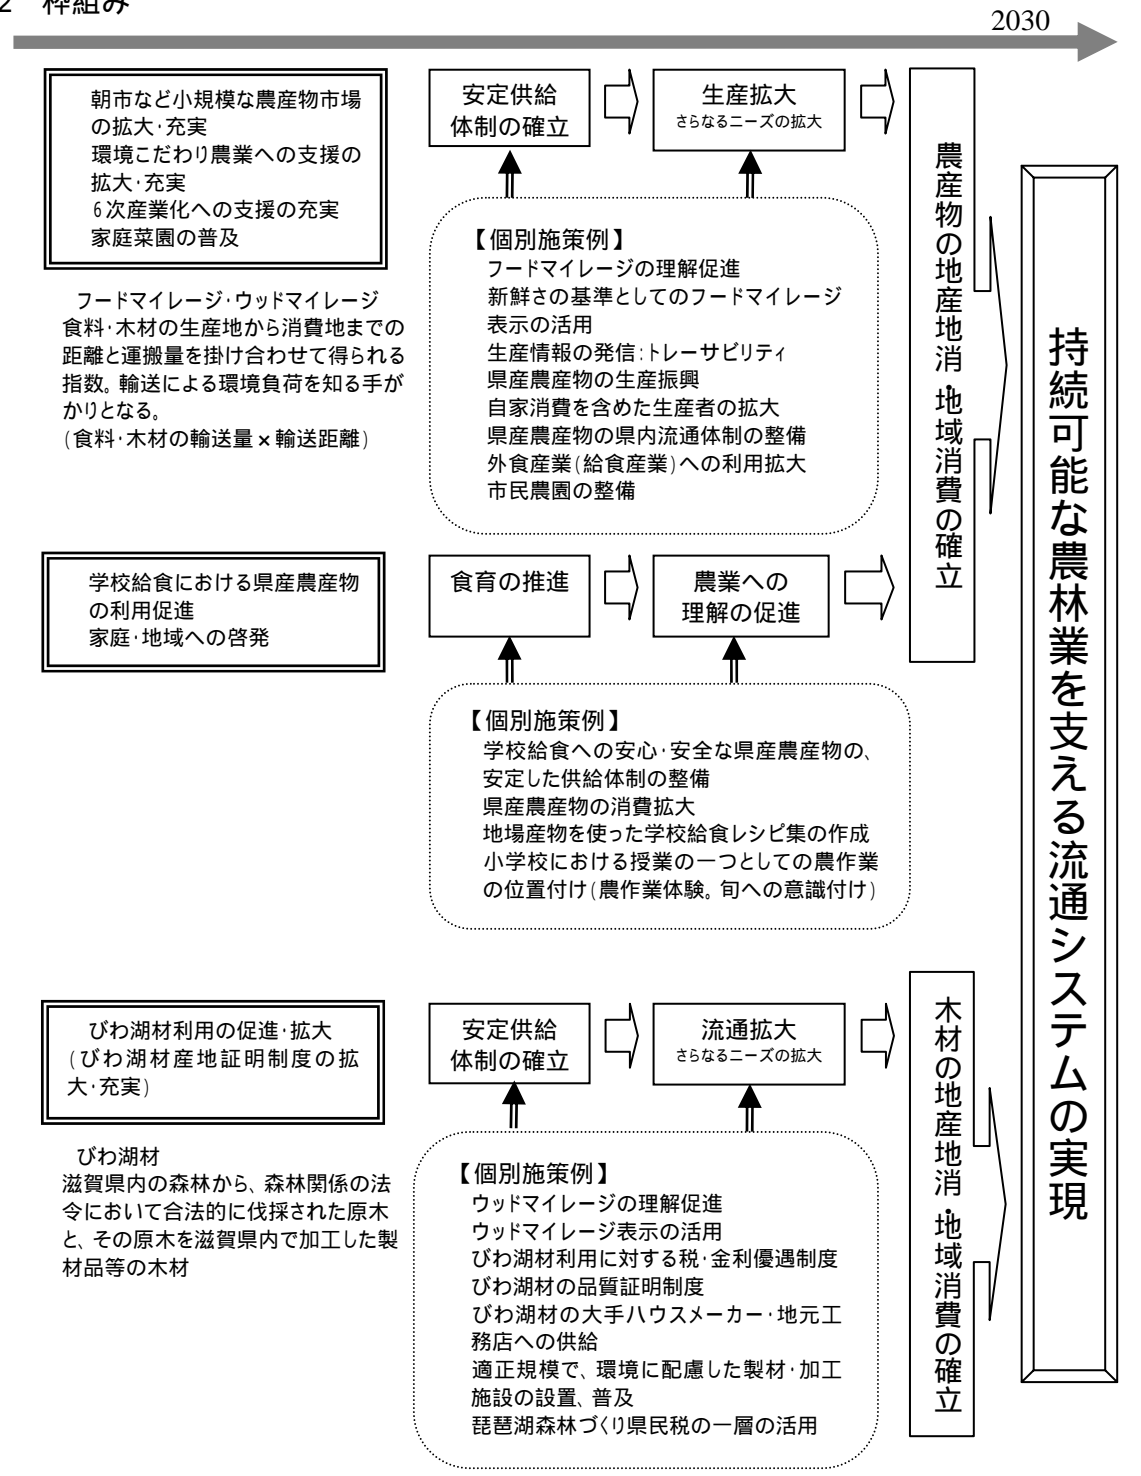 2 枠組み
2030
朝市など小規模な農産物市場
の拡大・充実
環境こだわり農業への支援の
拡大・充実
6次産業化への支援の充実
家庭菜園の普及
安定供給
体制の確立
生産拡大
さらなるニーズの拡大
フードマイレージ・ウッドマイレージ
食料・木材の生産地から消費地までの
距離と運搬量を掛け合わせて得られる
指数。輸送による環境負荷を知る手が
かりとなる。
(食料・木材の輸送量×輸送距離)
【個別施策例】
フードマイレージの理解促進
新鮮さの基準としてのフードマイレージ
表示の活用
生産情報の発信:トレーサビリティ
県産農産物の生産振興
自家消費を含めた生産者の拡大
県産農産物の県内流通体制の整備
外食産業(給食産業)への利用拡大
市民農園の整備
農産物の地産地消・地域消費の確立
学校給食における県産農産物
の利用促進
家庭・地域への啓発
食育の推進
農業への
理解の促進
【個別施策例】
学校給食への安心・安全な県産農産物の、
安定した供給体制の整備
県産農産物の消費拡大
地場産物を使った学校給食レシピ集の作成
小学校における授業の一つとしての農作業
の位置付け(農作業体験。旬への意識付け)
びわ湖材利用の促進・拡大
(びわ湖材産地証明制度の拡
大・充実)
安定供給
体制の確立
流通拡大
さらなるニーズの拡大
びわ湖材
滋賀県内の森林から、森林関係の法
令において合法的に伐採された原木
と、その原木を滋賀県内で加工した製
材品等の木材
【個別施策例】
ウッドマイレージの理解促進
ウッドマイレージ表示の活用
びわ湖材利用に対する税・金利優遇制度
びわ湖材の品質証明制度
びわ湖材の大手ハウスメーカー・地元工
務店への供給
適正規模で、環境に配慮した製材・加工
施設の設置、普及
琵琶湖森林づくり県民税の一層の活用
木材の地産地消・地域消費の確立
持続可能な農林業を支える流通システムの実現